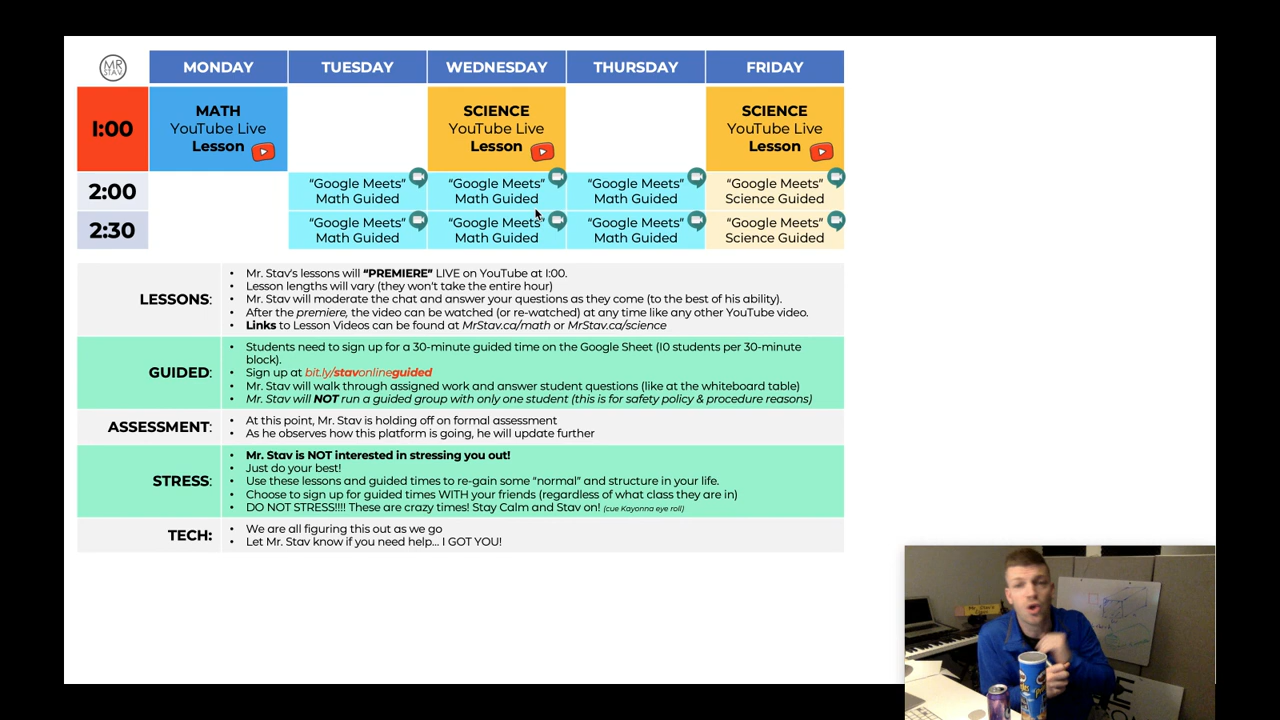 MR
STAV
MONDAY TUESDAY WEDNESDAY THURSDAY FRIDAY
1:00
MATH
YouTube Live
Lesson
SCIENCE
YouTube Live
Lesson
SCIENCE
YouTube Live
Lesson
2:00
"Google Meets"
Math Guided
"Google Meets"
Math Guided
"Google Meets"
Math Guided
"Google Meets"
Science Guided
2:30
"Google Meets"
Math Guided
"Google Meets"
Math Guided
"Google Meets"
Math Guided
"Google Meets"
Science Guided
LESSONS:
• Mr. Stav's lessons will "PREMIERE" LIVE on YouTube at 1:00.
• Lesson lengths will vary (they won't take the entire hour)
• Mr. Stav will moderate the chat and answer your questions as they come (to the best of his ability).
• After the premiere, the video can be watched (or re-watched) at any time like any other YouTube video.
• Links to Lesson Videos can be found at MrStav.ca/math or MrStav.ca/science
GUIDED:
• Students need to sign up for a 30-minute guided time on the Google Sheet (10 students per 30-minute
block).
• Sign up at bit.ly/stavonlineguided
• Mr. Stav will walk through assigned work and answer student questions (like at the whiteboard table)
• Mr. Stav will NOT run a guided group with only one student (this is for safety policy & procedure reasons)
ASSESSMENT:
• At this point, Mr. Stav is holding off on formal assessment
• As he observes how this platform is going, he will update further
STRESS:
• Mr. Stav is NOT interested in stressing you out!
• Just do your best!
• Use these lessons and guided times to re-gain some "normal" and structure in your life.
• Choose to sign up for guided times WITH your friends (regardless of what class they are in)
• DO NOT STRESS!!!! These are crazy times! Stay Calm and Stav on! (cue Kayonna eye roll)
TECH:
• We are all figuring this out as we go
• Let Mr. Stav know if you need help... I GOT YOU!
Mr. Stav's